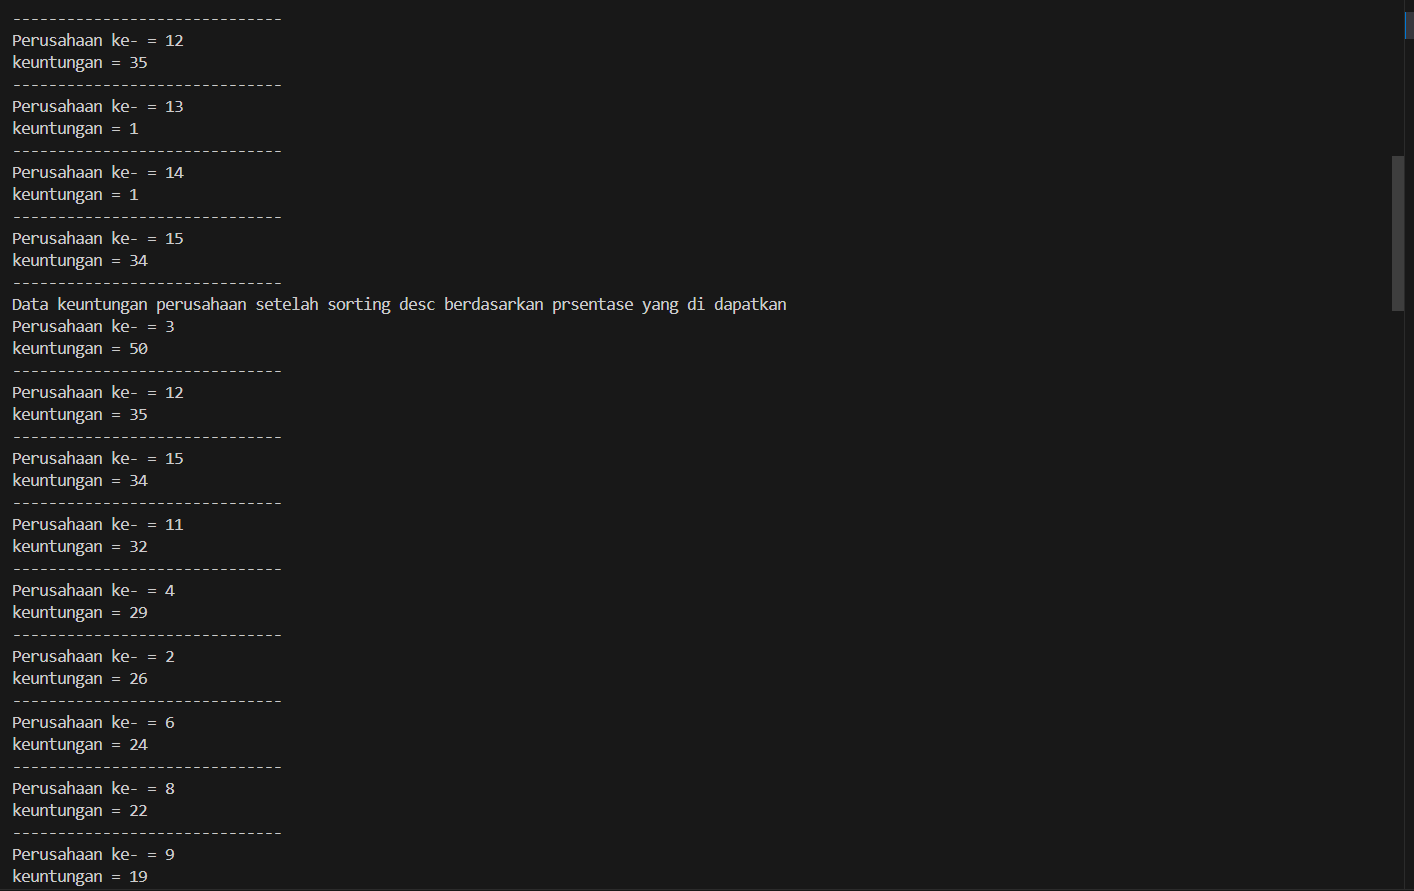 ------------------------------
Perusahaan ke- = 12
keuntungan = 35
------------------------------
Perusahaan ke- = 13
keuntungan = 1
------------------------------
Perusahaan ke- = 14
keuntungan = 1
------------------------------
Perusahaan ke- = 15
keuntungan = 34
------------------------------
Data keuntungan perusahaan setelah sorting desc berdasarkan prsentase yang di dapatkan
Perusahaan ke- = 3
keuntungan = 50
------------------------------
Perusahaan ke- = 12
keuntungan = 35
------------------------------
Perusahaan ke- = 15
keuntungan = 34
------------------------------
Perusahaan ke- = 11
keuntungan = 32
------------------------------
Perusahaan ke- = 4
keuntungan = 29
------------------------------
Perusahaan ke- = 2
keuntungan = 26
------------------------------
Perusahaan ke- = 6
keuntungan = 24
------------------------------
Perusahaan ke- = 8
keuntungan = 22
------------------------------
Perusahaan ke- = 9
keuntungan = 19